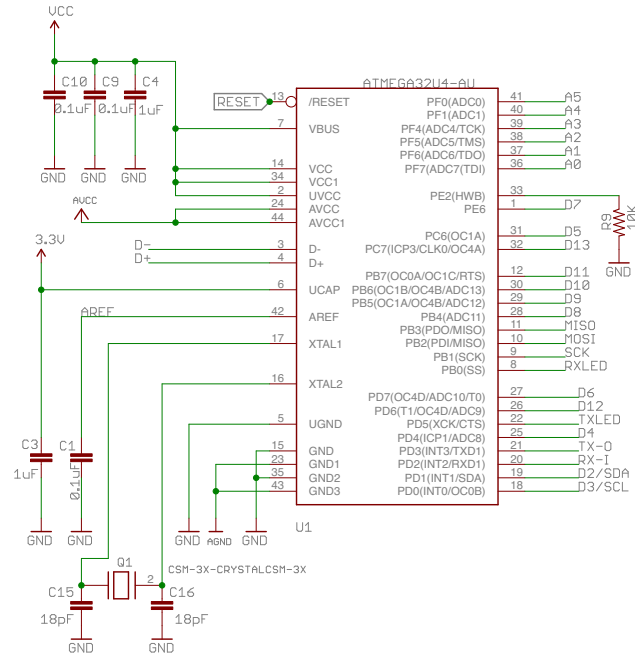 VCC
C10
C9
C4
0.1uF
0.1uF
1uF
GND
GND
GND
AVCC
3.3V
D-
D+
AREF
C3
1uF
C1
0.1uF
GND
GND
GND
AGND
GND
Q1
2
CSM-3X-CRYSTALCSM-3X
C15
18pF
C16
18pF
GND
GND
ATMEGA32U4-AU
RESET
13 /RESET
7 VBUS
14 VCC
34 VCC1
2 UVCC
24 AVCC
44 AVCC1
3 D-
4 D+
6 UCAP
42 AREF
17 XTAL1
16 XTAL2
5 UGND
15 GND
23 GND1
35 GND2
43 GND3
U1
PF0(ADC0) 41 A5
PF1(ADC1) 40 A4
PF4(ADC4/TCK) 39 A3
PF5(ADC5/TMS) 38 A2
PF6(ADC6/TDO) 37 A1
PF7(ADC7(TDI) 36 A0
PE2(HWB) 33
PE6 1 D7
PC6(OC1A) 31 D5
PC7(ICP3/CLK0/OC4A) 32 D13
PB7(OC0A/OC1C/RTS) 12 D11
PB6(OC1B/OC4B/ADC13) 30 D10
PB5(OC1A/OC4B/ADC12) 29 D9
PB4(ADC11) 28 D8
PB3(PDO/MISO) 11 MISO
PB2(PDI/MISO) 10 MOSI
PB1(SCK) 9 SCK
PB0(SS) 8 RXLED
PD7(OC4D/ADC10/T0) 27 D6
PD6(T1/OC4D/ADC9) 26 D12
PD5(XCK/CTS) 22 TXLED
PD4(ICP1/ADC8) 25 D4
PD3(INT3/TXD1) 21 TX-O
PD2(INT2/RXD1) 20 RX-I
PD1(INT1/SDA) 19 D2/SDA
PD0(INT0/OC0B) 18 D3/SCL
R9
10K
GND